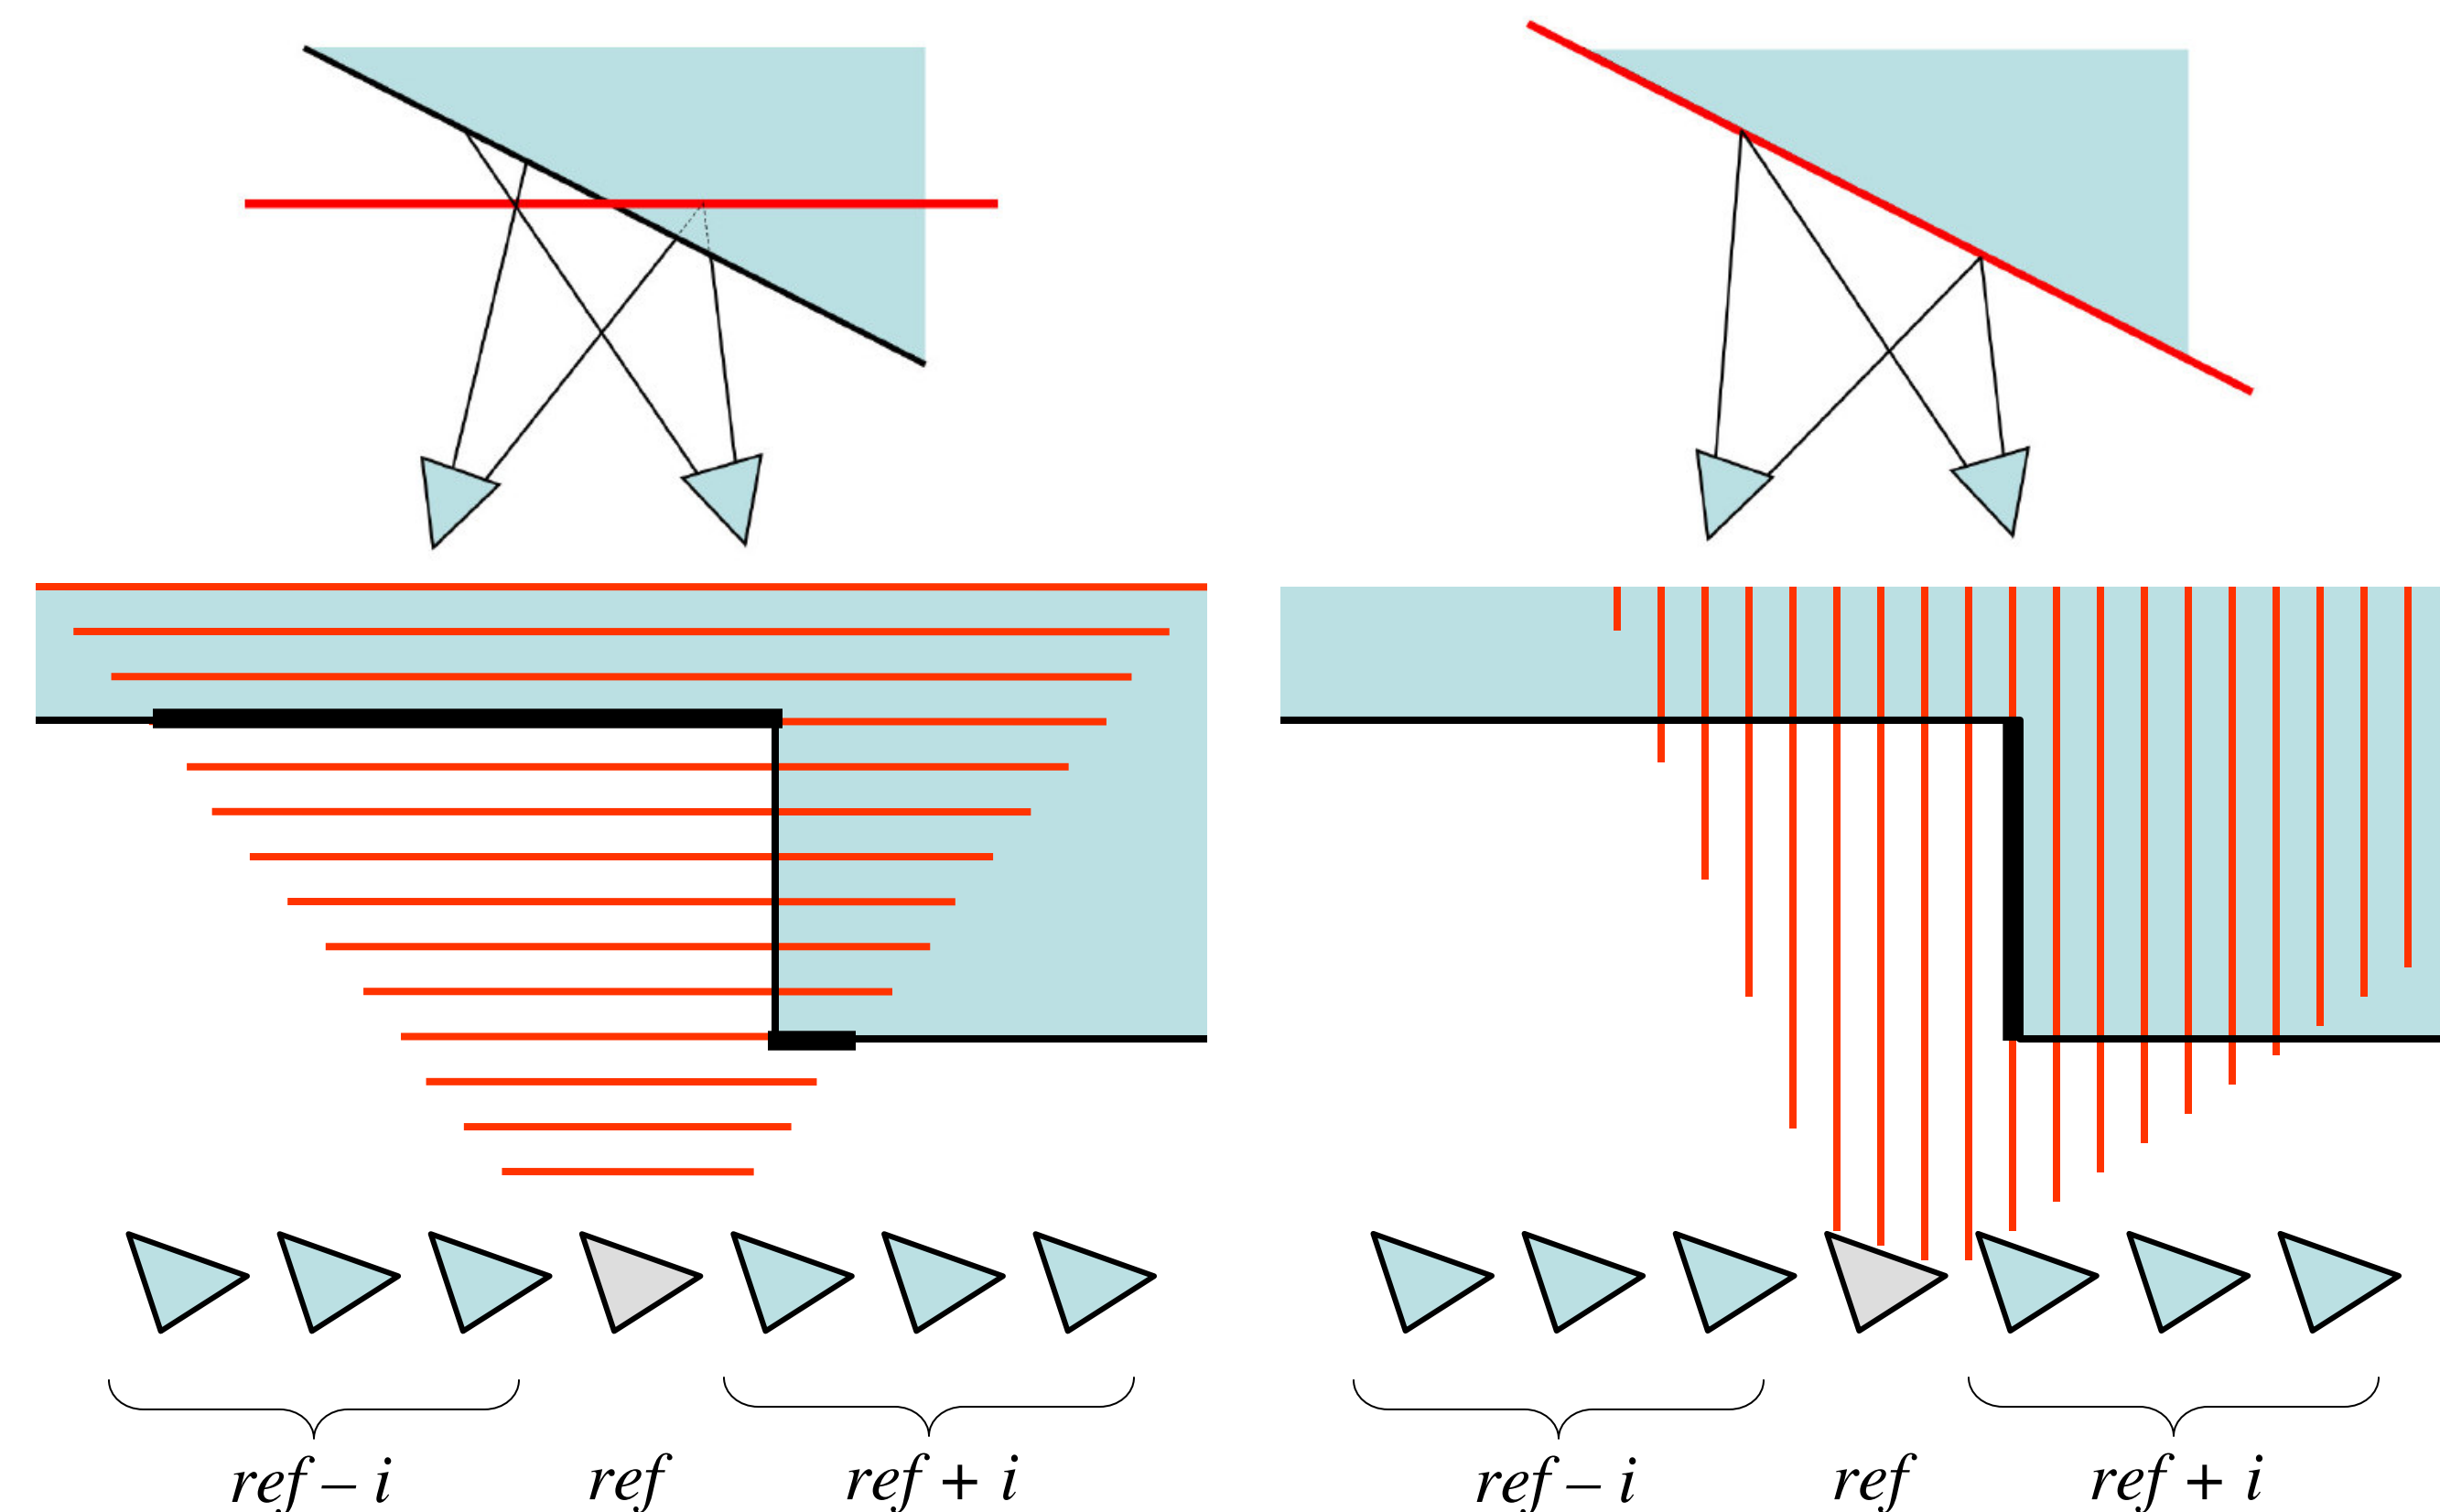 ref − i ref ref + i ref − i ref ref + i